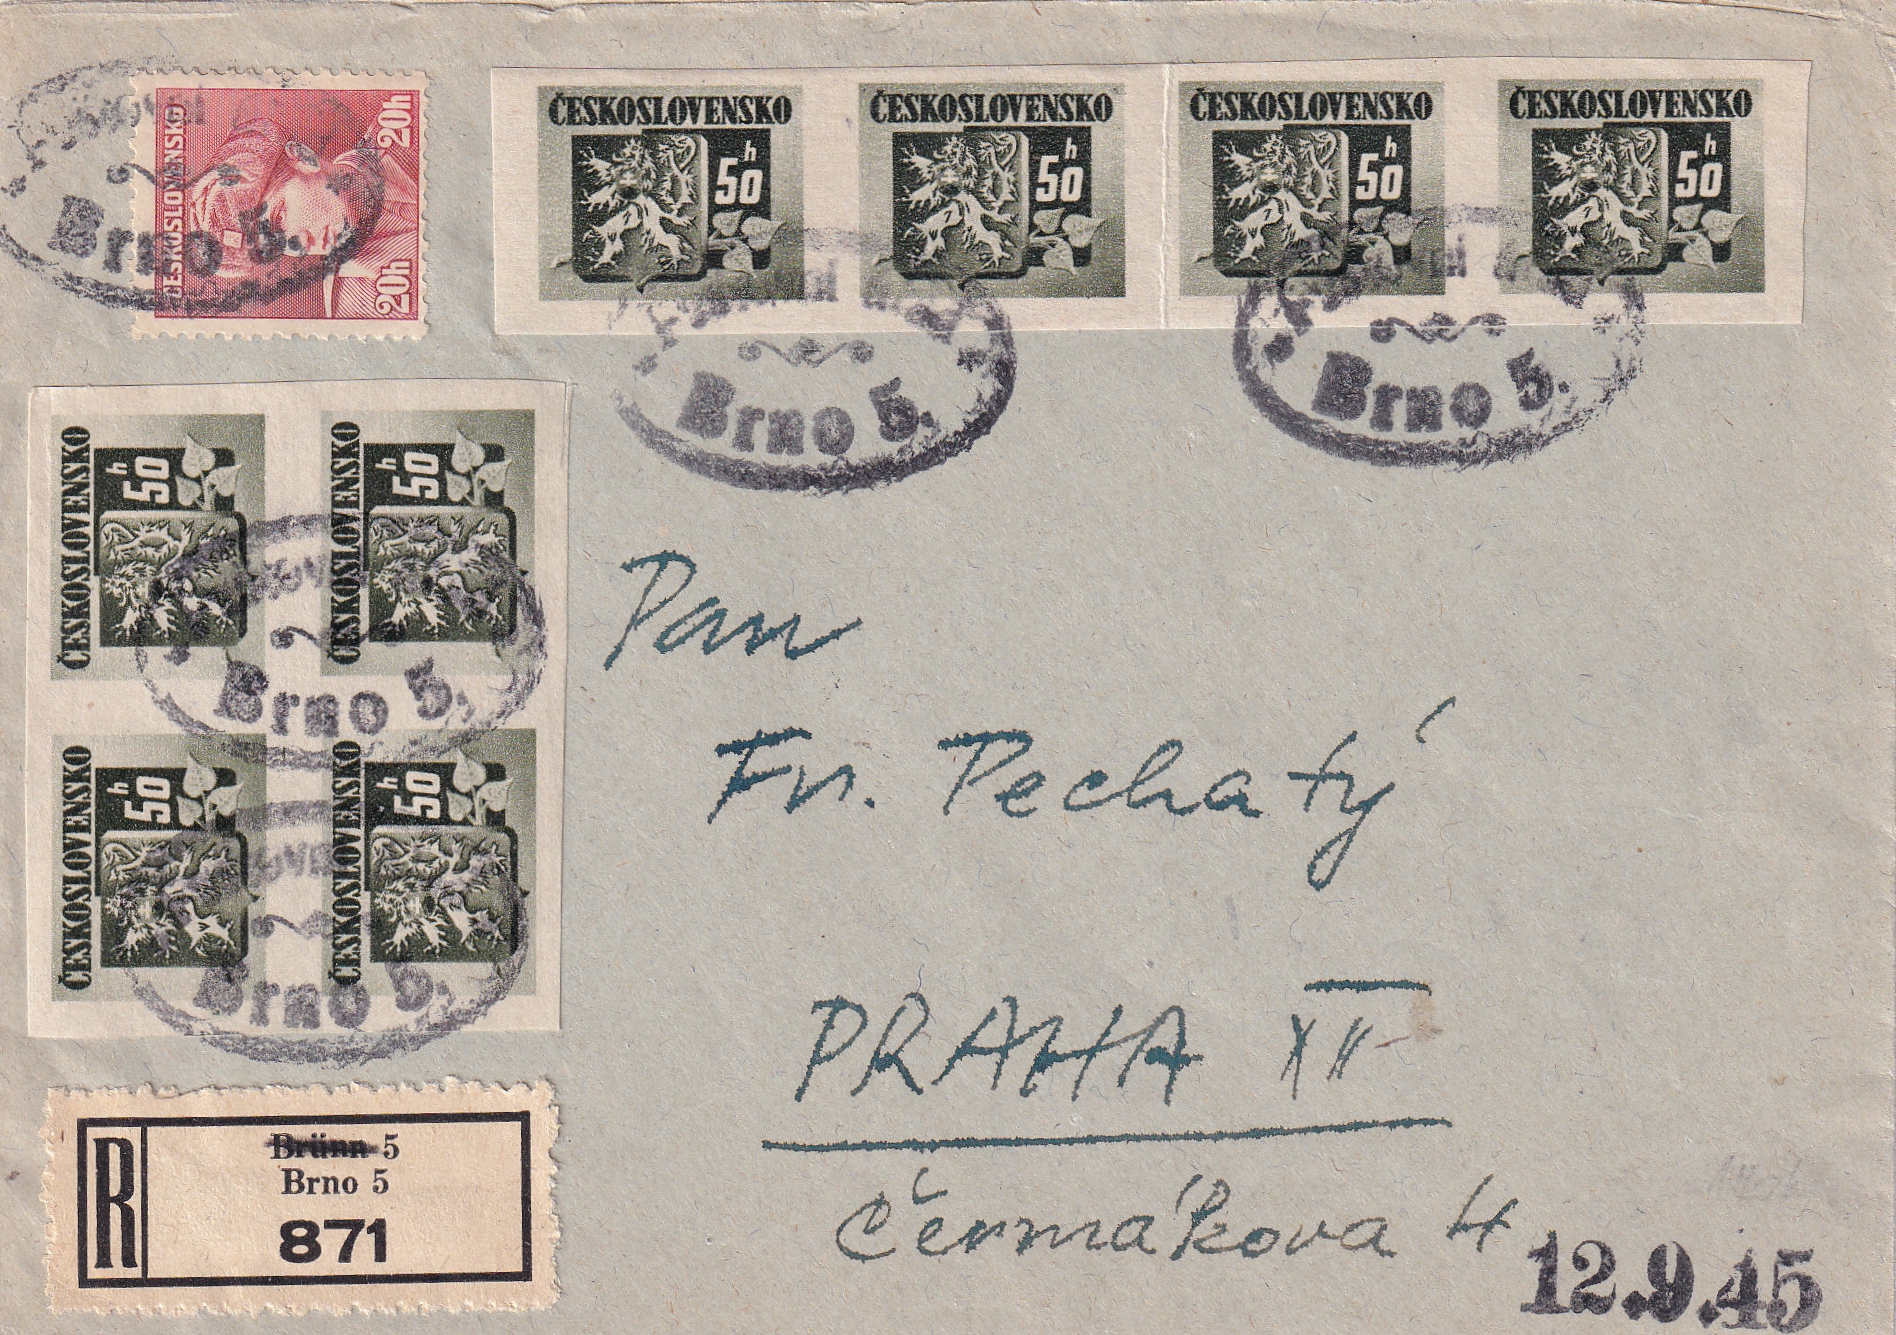 ČESKOSLOVENSKO
20h
20h
Brno 5.
ČESKOSLOVENSKO
50 h
ČESKOSLOVENSKO
50 h
ČESKOSLOVENSKO
50 h
ČESKOSLOVENSKO
50 h
Brno 5.
Brno 5.
ČESKOSLOVENSKO
50 h
ČESKOSLOVENSKO
50 h
Brno 5.
ČESKOSLOVENSKO
50 h
ČESKOSLOVENSKO
50 h
Brno 5.
Pan
Fr. Pechatý
PRAHA XII
Čermákova 4
R
Brünn 5
Brno 5
871
12.9.45